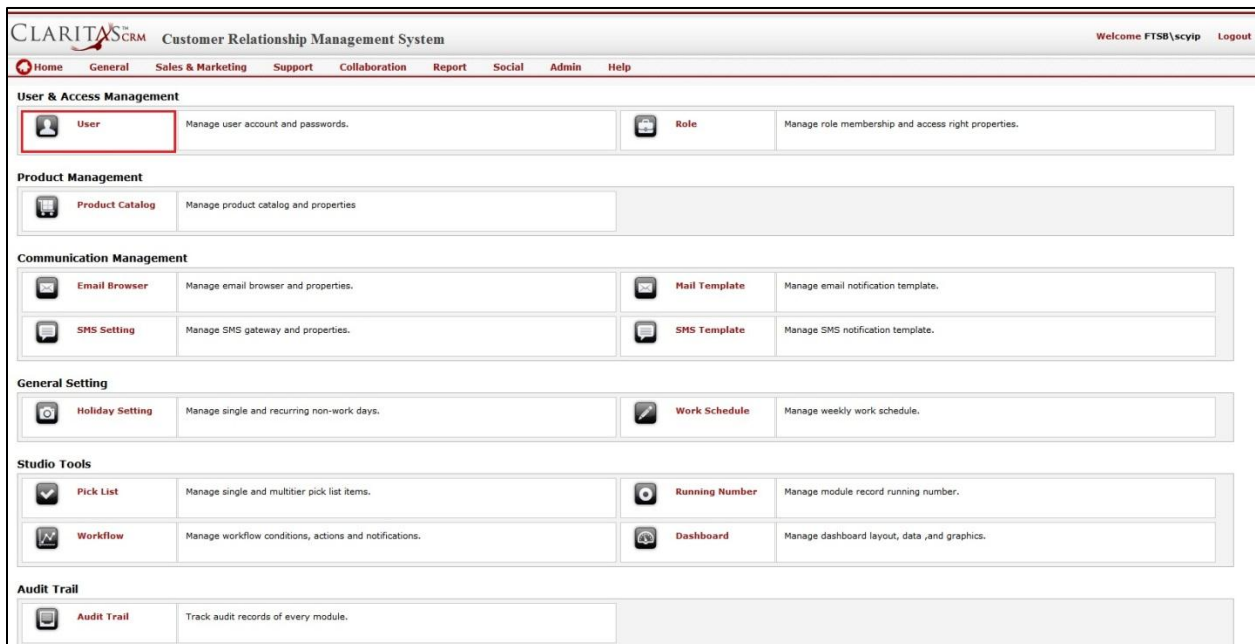 CLARITAS™CRM Customer Relationship Management System
Welcome FTSB\scyip Logout
Home General Sales & Marketing Support Collaboration Report Social Admin Help
User & Access Management
User Manage user account and passwords. Role Manage role membership and access right properties.
Product Management
Product Catalog Manage product catalog and properties
Communication Management
Email Browser Manage email browser and properties. Mail Template Manage email notification template.
SMS Setting Manage SMS gateway and properties. SMS Template Manage SMS notification template.
General Setting
Holiday Setting Manage single and recurring non-work days. Work Schedule Manage weekly work schedule.
Studio Tools
Pick List Manage single and multitier pick list items. Running Number Manage module record running number.
Workflow Manage workflow conditions, actions and notifications. Dashboard Manage dashboard layout, data ,and graphics.
Audit Trail
Audit Trail Track audit records of every module.